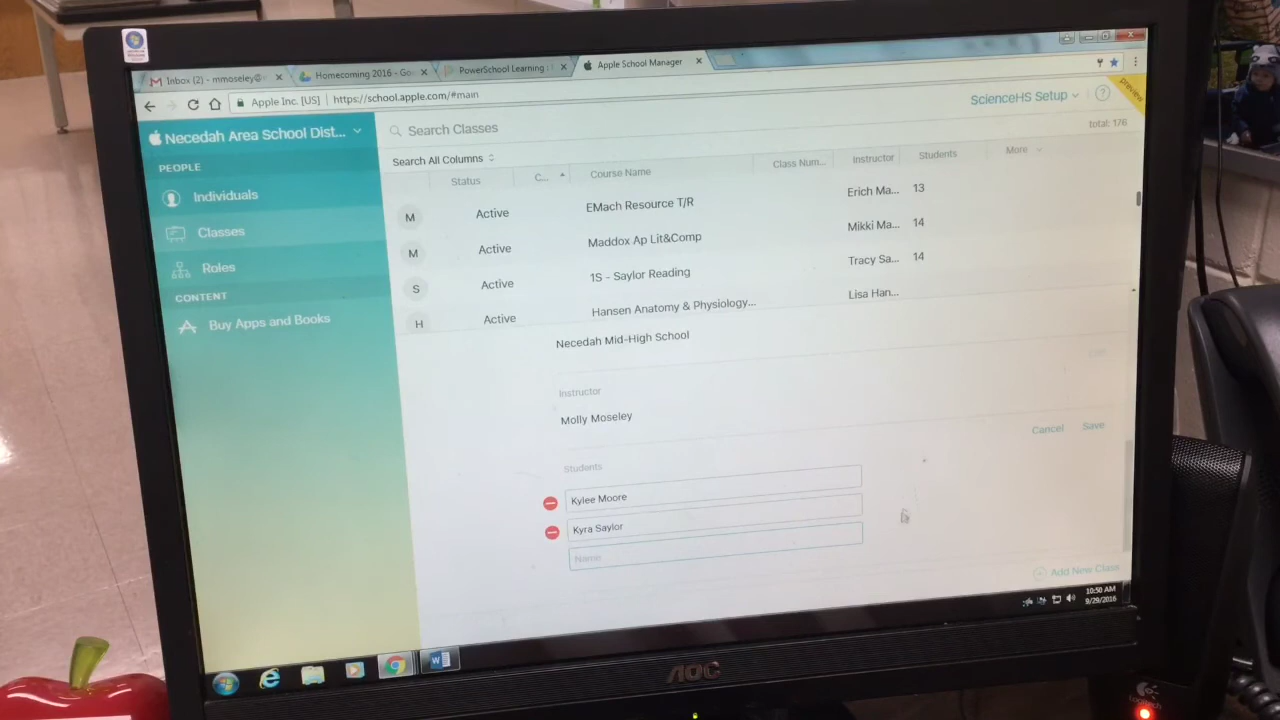 Inbox (2) - mmoseley@
Homecoming 2016 - Go
PowerSchool Learning :
Apple School Manager
Apple Inc. [US]
https://school.apple.com/#main
preview
Necedah Area School Dist...
Search Classes
ScienceHS Setup
?
total: 176
PEOPLE
Individuals
Classes
Roles
CONTENT
Buy Apps and Books
Search All Columns
Status
C...
Course Name
Class Num...
Instructor
Students
More
M
Active
EMach Resource T/R
Erich Ma...
13
M
Active
Maddox Ap Lit&Comp
Mikki Ma...
14
S
Active
1S - Saylor Reading
Tracy Sa...
14
H
Active
Hansen Anatomy & Physiology...
Lisa Han...
Necedah Mid-High School
Instructor
Molly Moseley
Cancel
Save
Students
Kylee Moore
Kyra Saylor
Name
Add New Class
10:50 AM
9/29/2016
AOC
logitech